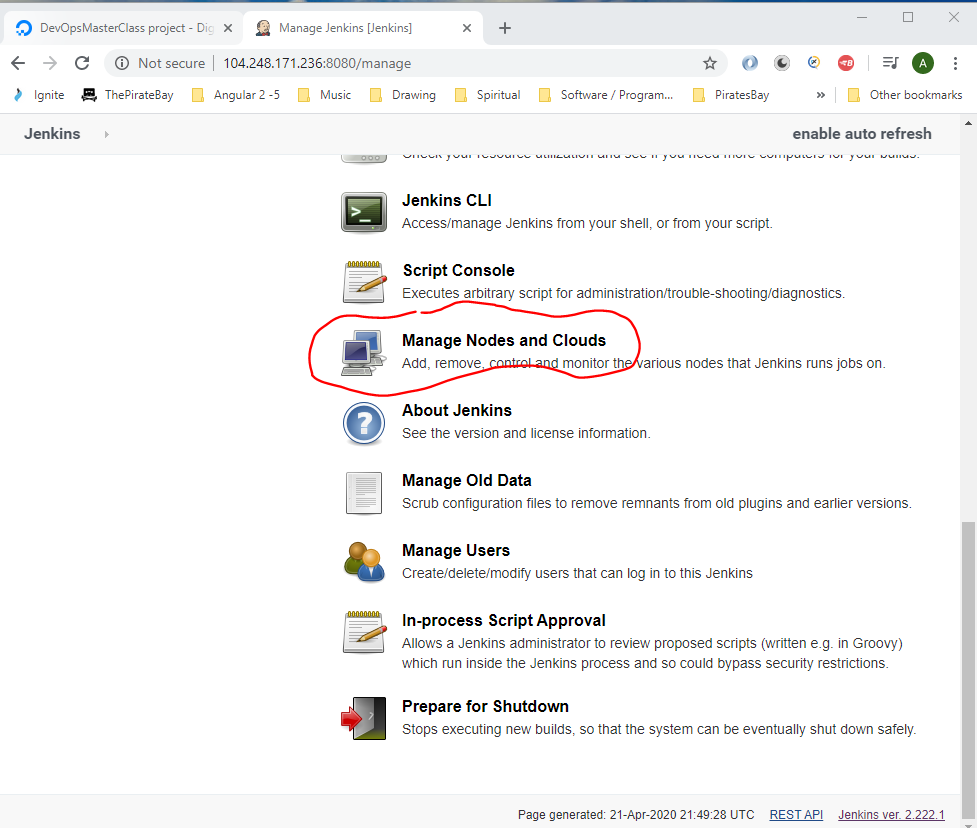 DevOpsMasterClass project - Dig
Manage Jenkins [Jenkins]
Not secure
104.248.171.236:8080/manage
A
Ignite
ThePirateBay
Angular 2 -5
Music
Drawing
Spiritual
Software / Program...
PiratesBay
»
Other bookmarks
Jenkins
enable auto refresh
Check your resource utilization and see if you need more computers for your builds.
Jenkins CLI
Access/manage Jenkins from your shell, or from your script.
Script Console
Executes arbitrary script for administration/trouble-shooting/diagnostics.
Manage Nodes and Clouds
Add, remove, control and monitor the various nodes that Jenkins runs jobs on.
About Jenkins
See the version and license information.
Manage Old Data
Scrub configuration files to remove remnants from old plugins and earlier versions.
Manage Users
Create/delete/modify users that can log in to this Jenkins
In-process Script Approval
Allows a Jenkins administrator to review proposed scripts (written e.g. in Groovy)
which run inside the Jenkins process and so could bypass security restrictions.
Prepare for Shutdown
Stops executing new builds, so that the system can be eventually shut down safely.
Page generated: 21-Apr-2020 21:49:28 UTC
REST API
Jenkins ver. 2.222.1